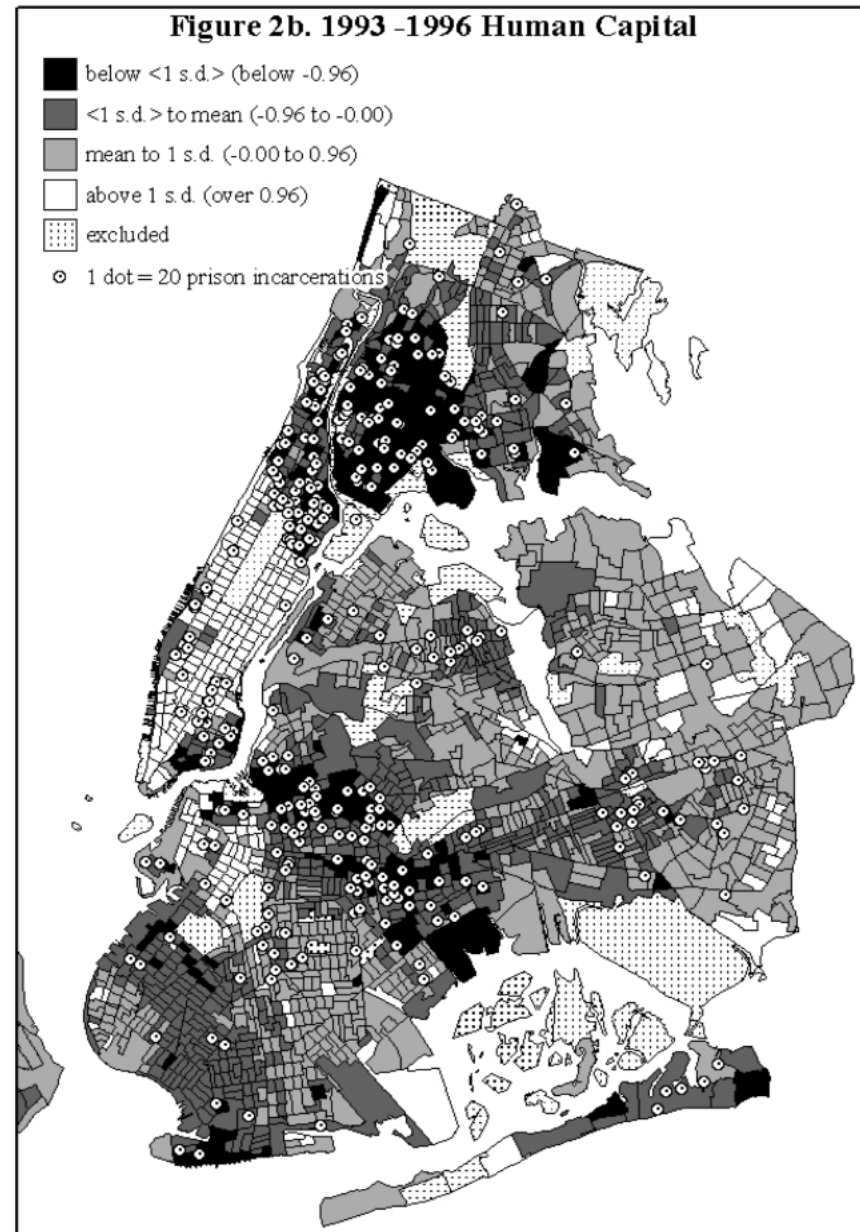 Figure 2b. 1993 -1996 Human Capital
below <1 s.d.> (below -0.96)
<1 s.d.> to mean (-0.96 to -0.00)
mean to 1 s.d. (-0.00 to 0.96)
above 1 s.d. (over 0.96)
excluded
1 dot = 20 prison incarcerations